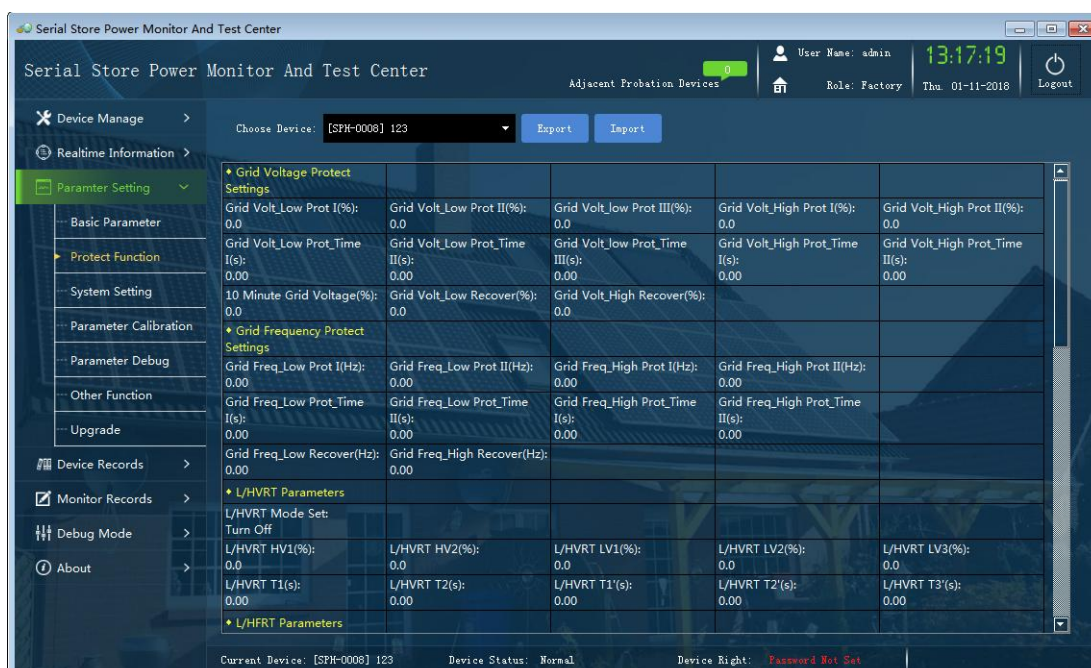 Serial Store Power Monitor And Test Center
Serial Store Power Monitor And Test Center
Adjacent Probation Devices
0
User Name: admin
Role: Factory
13:17:19
Thu. 01-11-2018
Logout
Device Manage
Realtime Information
Paramter Setting
Basic Parameter
Protect Function
System Setting
Parameter Calibration
Parameter Debug
Other Function
Upgrade
Device Records
Monitor Records
Debug Mode
About
Choose Device: [SPH-0008] 123 Export Import
Grid Voltage Protect
Settings
Grid Volt_Low Prot I(%): Grid Volt_Low Prot II(%): Grid Volt_low Prot III(%): Grid Volt_High Prot I(%): Grid Volt_High Prot II(%):
0.0 0.0 0.0 0.0 0.0
Grid Volt_Low Prot_Time Grid Volt_Low Prot_Time Grid Volt_low Prot_Time Grid Volt_High Prot_Time Grid Volt_High Prot_Time
I(s): II(s): III(s): I(s): II(s):
0.00 0.00 0.00 0.00 0.00
10 Minute Grid Voltage(%): Grid Volt_Low Recover(%): Grid Volt_High Recover(%):
0.0 0.0 0.0
Grid Frequency Protect
Settings
Grid Freq_Low Prot I(Hz): Grid Freq_Low Prot II(Hz): Grid Freq_High Prot I(Hz): Grid Freq_High Prot II(Hz):
0.00 0.00 0.00 0.00
Grid Freq_Low Prot_Time Grid Freq_Low Prot_Time Grid Freq_High Prot_Time Grid Freq_High Prot_Time
I(s): II(s): I(s): II(s):
0.00 0.00 0.00 0.00
Grid Freq_Low Recover(Hz): Grid Freq_High Recover(Hz):
0.00 0.00
L/HVRT Parameters
L/HVRT Mode Set:
Turn Off
L/HVRT HV1(%): L/HVRT HV2(%): L/HVRT LV1(%): L/HVRT LV2(%): L/HVRT LV3(%):
0.0 0.0 0.0 0.0 0.0
L/HVRT T1(s): L/HVRT T2(s): L/HVRT T1'(s): L/HVRT T2'(s): L/HVRT T3'(s):
0.00 0.00 0.00 0.00 0.00
L/HFRT Parameters
Current Device: [SPH-0008] 123 Device Status: Normal Device Right: Password Not Set